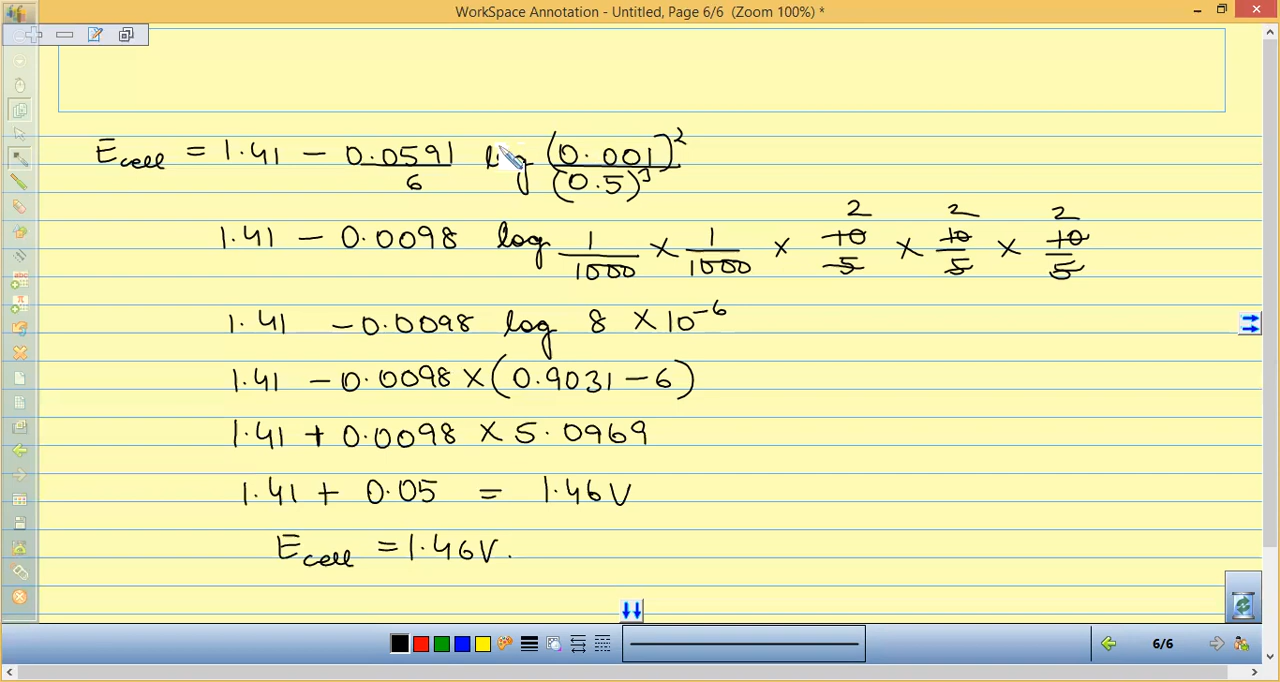 WorkSpace Annotation - Untitled, Page 6/6 (Zoom 100%) *
Ecell = 1.41 − 0.0591/6 log (0.001)²/(0.5)³
1.41 − 0.0098 log 1/1000 × 1/1000 × 10/5 2 × 10/5 2 × 10/5 2
1.41 − 0.0098 log 8 × 10⁻⁶
1.41 − 0.0098 × (0.9031 − 6)
1.41 + 0.0098 × 5.0969
1.41 + 0.05 = 1.46 V
Ecell = 1.46 V.
6/6